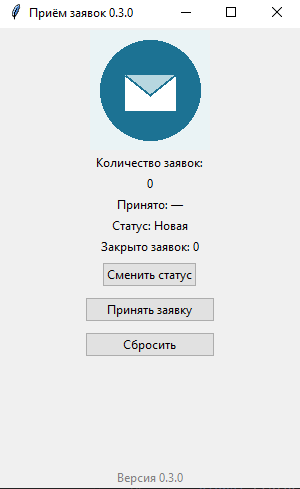 Приём заявок 0.3.0
Количество заявок:
0
Принято: —
Статус: Новая
Закрыто заявок: 0
Сменить статус
Принять заявку
Сбросить
Версия 0.3.0